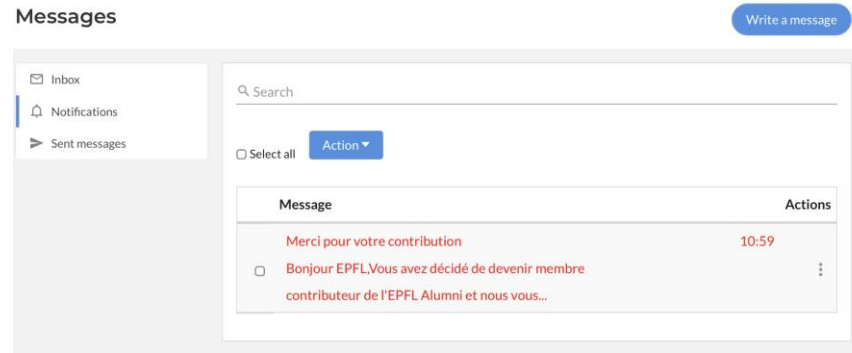 Messages
Write a message
Inbox
Notifications
Sent messages
Search
Select all
Action
Message Actions
Merci pour votre contribution 10:59
Bonjour EPFL,Vous avez décidé de devenir membre
contributeur de l'EPFL Alumni et nous vous...